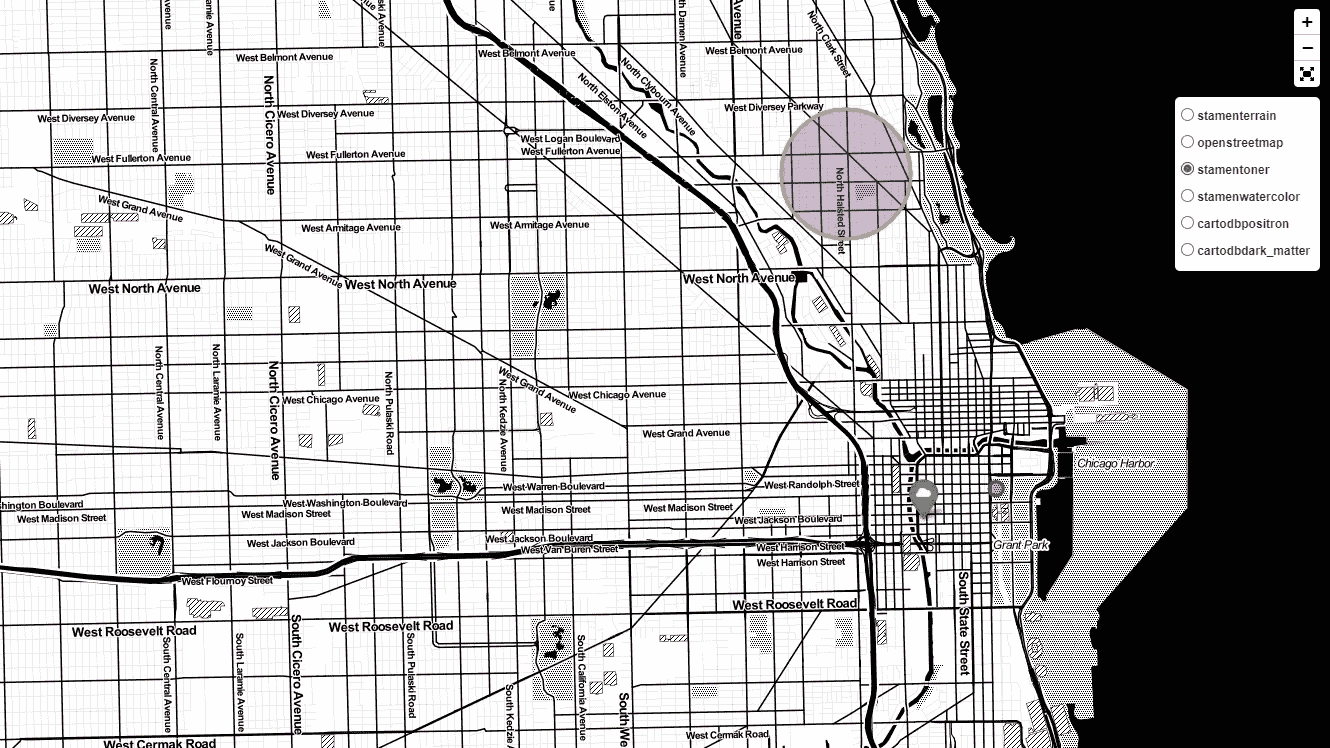 West Belmont Avenue
West Belmont Avenue
West Belmont Avenue
North Clark Street
North Central Avenue
North Cicero Avenue
North Elston Avenue
North Clybourn Avenue
West Diversey Avenue
West Diversey Avenue
West Diversey Parkway
West Logan Boulevard
West Fullerton Avenue
West Fullerton Avenue
West Fullerton Avenue
West Grand Avenue
West Armitage Avenue
West Armitage Avenue
North Halsted Street
West Grand Avenue
West North Avenue
West North Avenue
West North Avenue
North Central Avenue
North Laramie Avenue
North Cicero Avenue
North Pulaski Road
North Kedzie Avenue
West Grand Avenue
West Chicago Avenue
West Chicago Avenue
West Grand Avenue
Chicago Harbo
West Warren Boulevard
West Randolph Street
hington Boulevard
West Washington Boulevard
West Madison Street
West Madison Street
West Madison Street
West Madison Street
West Jackson Boulevard
West Jackson Boulevard
West Jackson Boulevard
West Van Buren Street
West Harrison Street
West Harrison Street
Grant Park
West Flournoy Street
West Roosevelt Road
West Roosevelt Road
West Roosevelt Road
South Central Avenue
South Laramie Avenue
South Cicero Avenue
South Pulaski Road
South Kedzie A
South California Avenue
South We
South State Street
West Cermak Road
West Cermak Road
+
−
stamenterrain
openstreetmap
stamentoner
stamenwatercolor
cartodbpositron
cartodbdark_matter